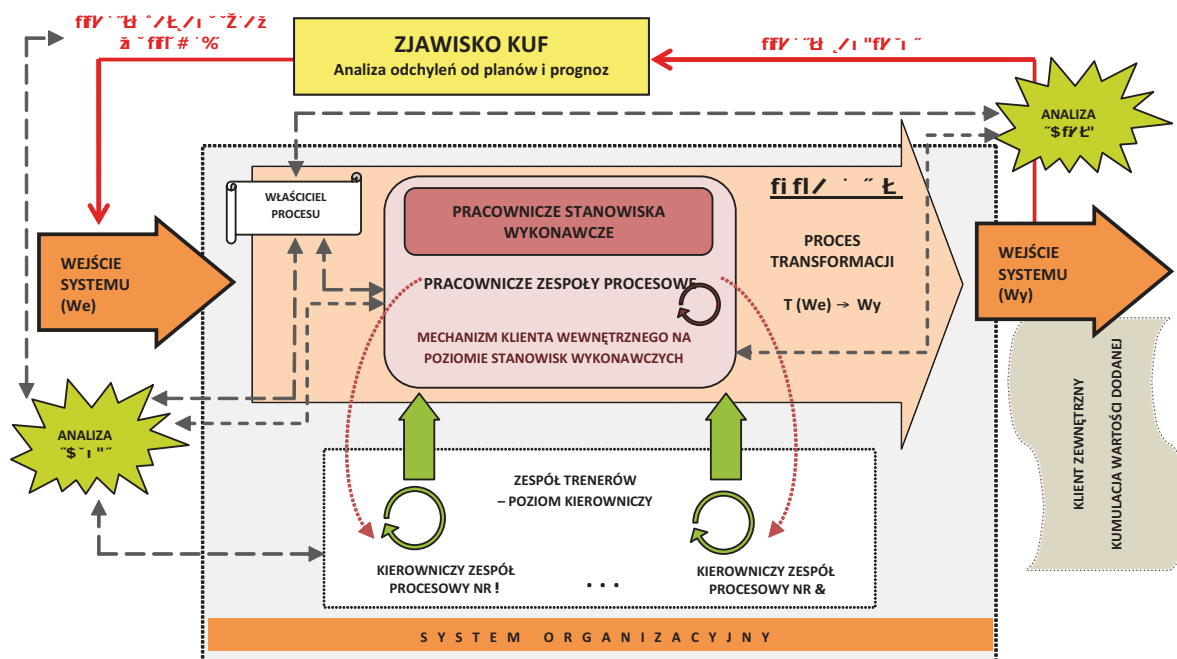 ZJAWISKO KUF
Analiza odchyleń od planów i prognoz
ANALIZA
WŁAŚCICIEL
PROCESU
PRACOWNICZE STANOWISKA
WYKONAWCZE
PRACOWNICZE ZESPOŁY PROCESOWE
MECHANIZM KLIENTA WEWNĘTRZNEGO NA
POZIOMIE STANOWISK WYKONAWCZYCH
PROCES
TRANSFORMACJI
T (We) → Wy
WEJŚCIE
SYSTEMU
(We)
WEJŚCIE
SYSTEMU
(Wy)
ANALIZA
ZESPÓŁ TRENERÓW
– POZIOM KIEROWNICZY
KIEROWNICZY ZESPÓŁ
PROCESOWY NR !
...
KIEROWNICZY ZESPÓŁ
PROCESOWY NR &
KLIENT ZEWNĘTRZNY
KUMULACJA WARTOŚCI DODANEJ
SYSTEM ORGANIZACYJNY